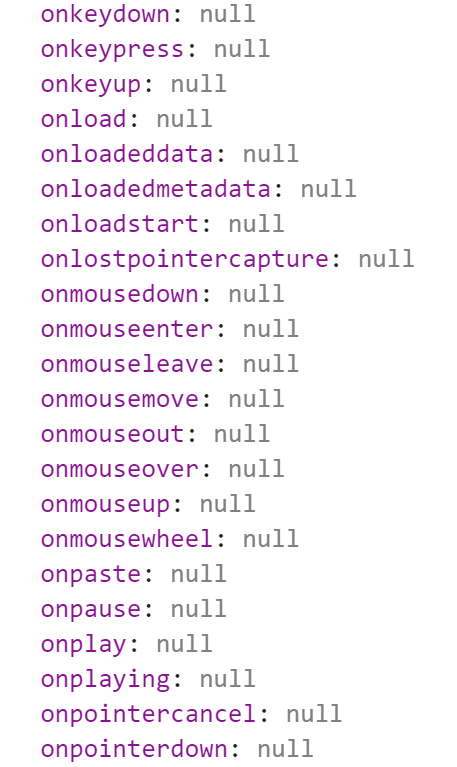 onkeydown: null
onkeypress: null
onkeyup: null
onload: null
onloadeddata: null
onloadedmetadata: null
onloadstart: null
onlostpointercapture: null
onmousedown: null
onmouseenter: null
onmouseleave: null
onmousemove: null
onmouseout: null
onmouseover: null
onmouseup: null
onmousewheel: null
onpaste: null
onpause: null
onplay: null
onplaying: null
onpointercancel: null
onpointerdown: null